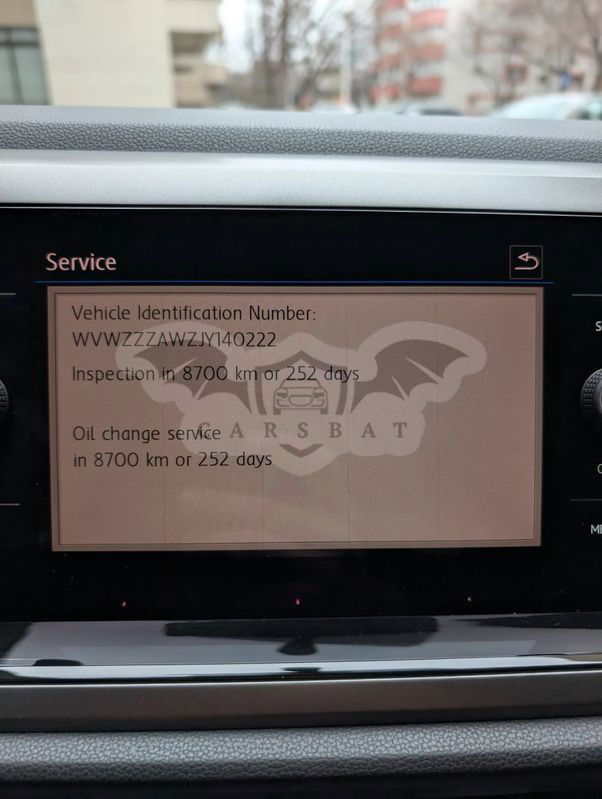 Service
Vehicle Identification Number:
WVWZZZAWZJY140222
Inspection in 8700 km or 252 days
CARSBAT
Oil change service
in 8700 km or 252 days